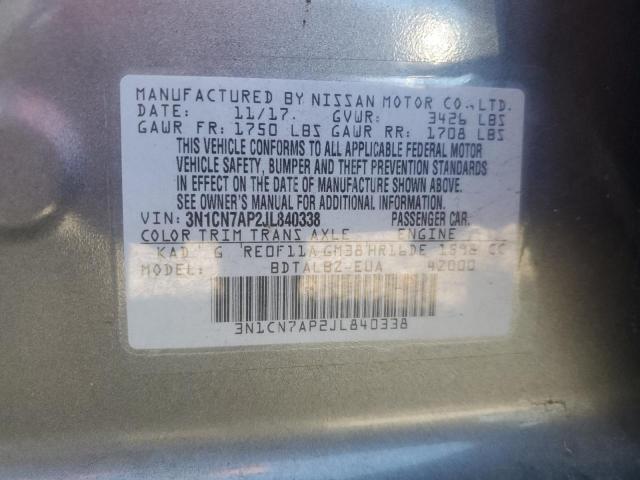 MANUFACTURED BY NISSAN MOTOR CO.,LTD.
DATE: 11/17. GVWR: 3426 LBS
GAWR FR: 1750 LBS GAWR RR: 1708 LBS
THIS VEHICLE CONFORMS TO ALL APPLICABLE FEDERAL MOTOR
VEHICLE SAFETY, BUMPER AND THEFT PREVENTION STANDARDS
IN EFFECT ON THE DATE OF MANUFACTURE SHOWN ABOVE.
SEE OWNER'S MANUAL FOR ADDITIONAL INFORMATION.
VIN: 3N1CN7AP2JL840338 PASSENGER CAR.
COLOR TRIM TRANS AXLE ENGINE
KAD G RE0F11A GM38 HR16DE 1598 CC
MODEL: BDTALBZ-EUA 42000
3N1CN7AP2JL840338